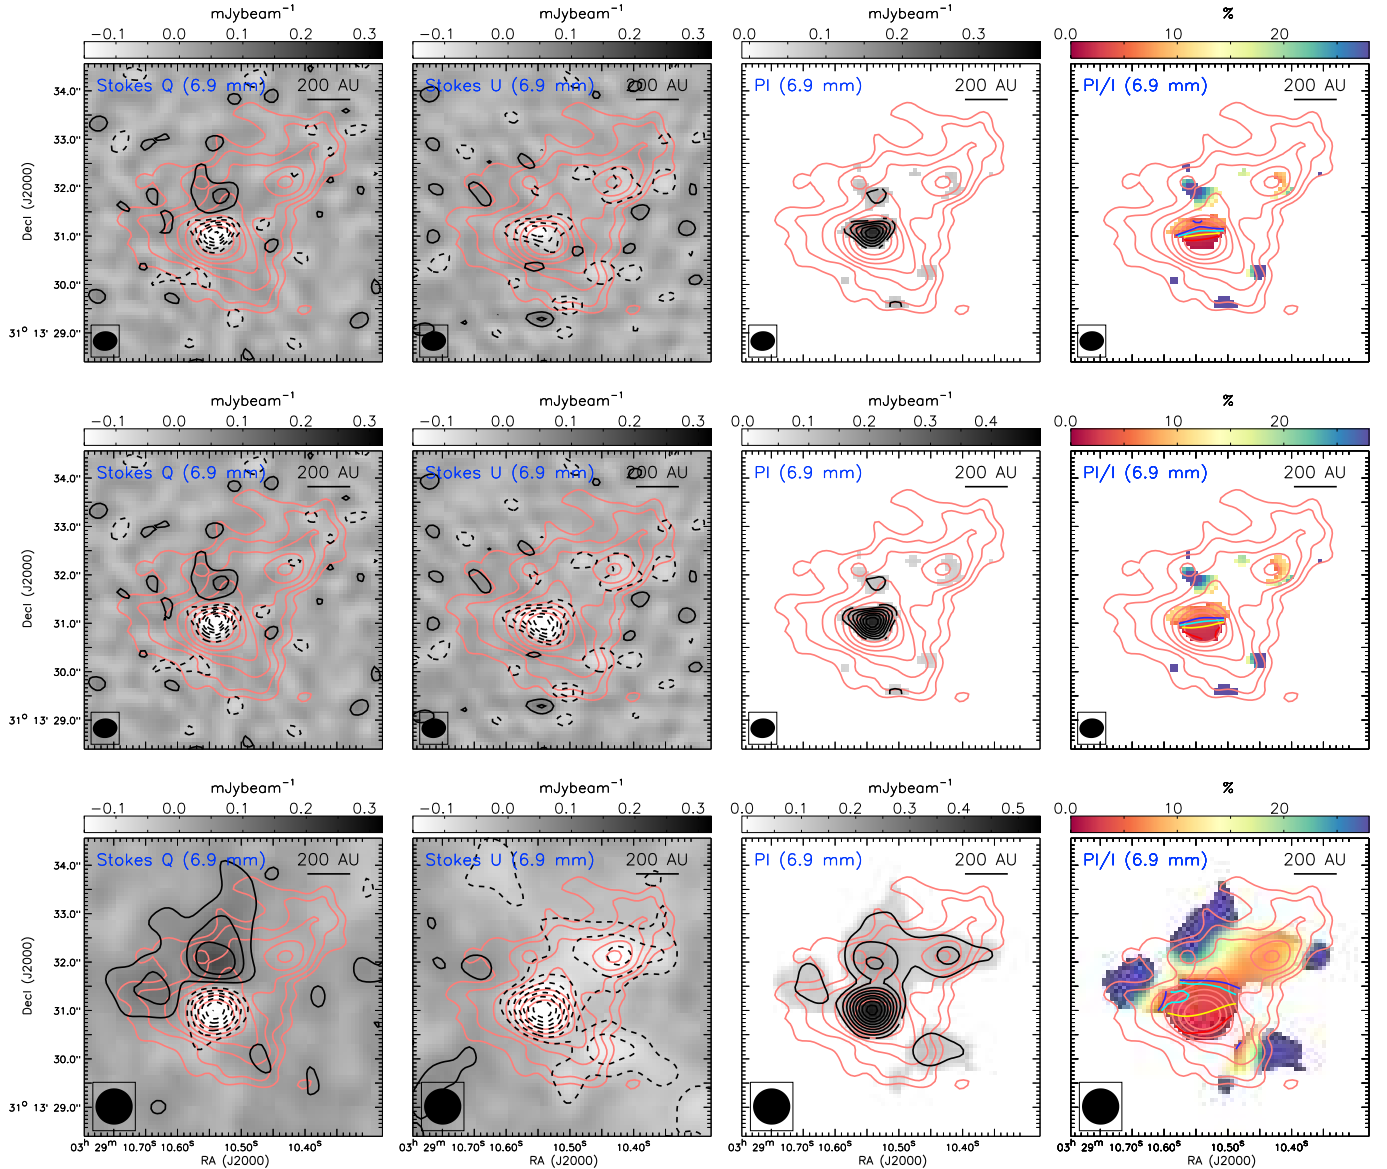 mJybeam⁻¹ mJybeam⁻¹ mJybeam⁻¹ %
−0.1 0.0 0.1 0.2 0.3 −0.1 0.0 0.1 0.2 0.3 0.0 0.1 0.2 0.3 0.0 10 20
Stokes Q (6.9 mm) 200 AU Stokes U (6.9 mm) 200 AU PI (6.9 mm) 200 AU PI/I (6.9 mm) 200 AU
34.0"
33.0"
32.0"
Decl (J2000)
31.0"
30.0"
31° 13' 29.0"
mJybeam⁻¹ mJybeam⁻¹ mJybeam⁻¹ %
−0.1 0.0 0.1 0.2 0.3 −0.1 0.0 0.1 0.2 0.3 0.0 0.1 0.2 0.3 0.4 0.0 10 20
Stokes Q (6.9 mm) 200 AU Stokes U (6.9 mm) 200 AU PI (6.9 mm) 200 AU PI/I (6.9 mm) 200 AU
34.0"
33.0"
32.0"
Decl (J2000)
31.0"
30.0"
31° 13' 29.0"
mJybeam⁻¹ mJybeam⁻¹ mJybeam⁻¹ %
−0.1 0.0 0.1 0.2 0.3 −0.1 0.0 0.1 0.2 0.3 0.0 0.1 0.2 0.3 0.4 0.5 0.0 10 20
Stokes Q (6.9 mm) 200 AU Stokes U (6.9 mm) 200 AU PI (6.9 mm) 200 AU PI/I (6.9 mm) 200 AU
34.0"
33.0"
32.0"
Decl (J2000)
31.0"
30.0"
31° 13' 29.0"
03ʰ 29ᵐ 10.70ˢ 10.60ˢ 10.50ˢ 10.40ˢ 03ʰ 29ᵐ 10.70ˢ 10.60ˢ 10.50ˢ 10.40ˢ 03ʰ 29ᵐ 10.70ˢ 10.60ˢ 10.50ˢ 10.40ˢ 03ʰ 29ᵐ 10.70ˢ 10.60ˢ 10.50ˢ 10.40ˢ
RA (J2000) RA (J2000) RA (J2000) RA (J2000)